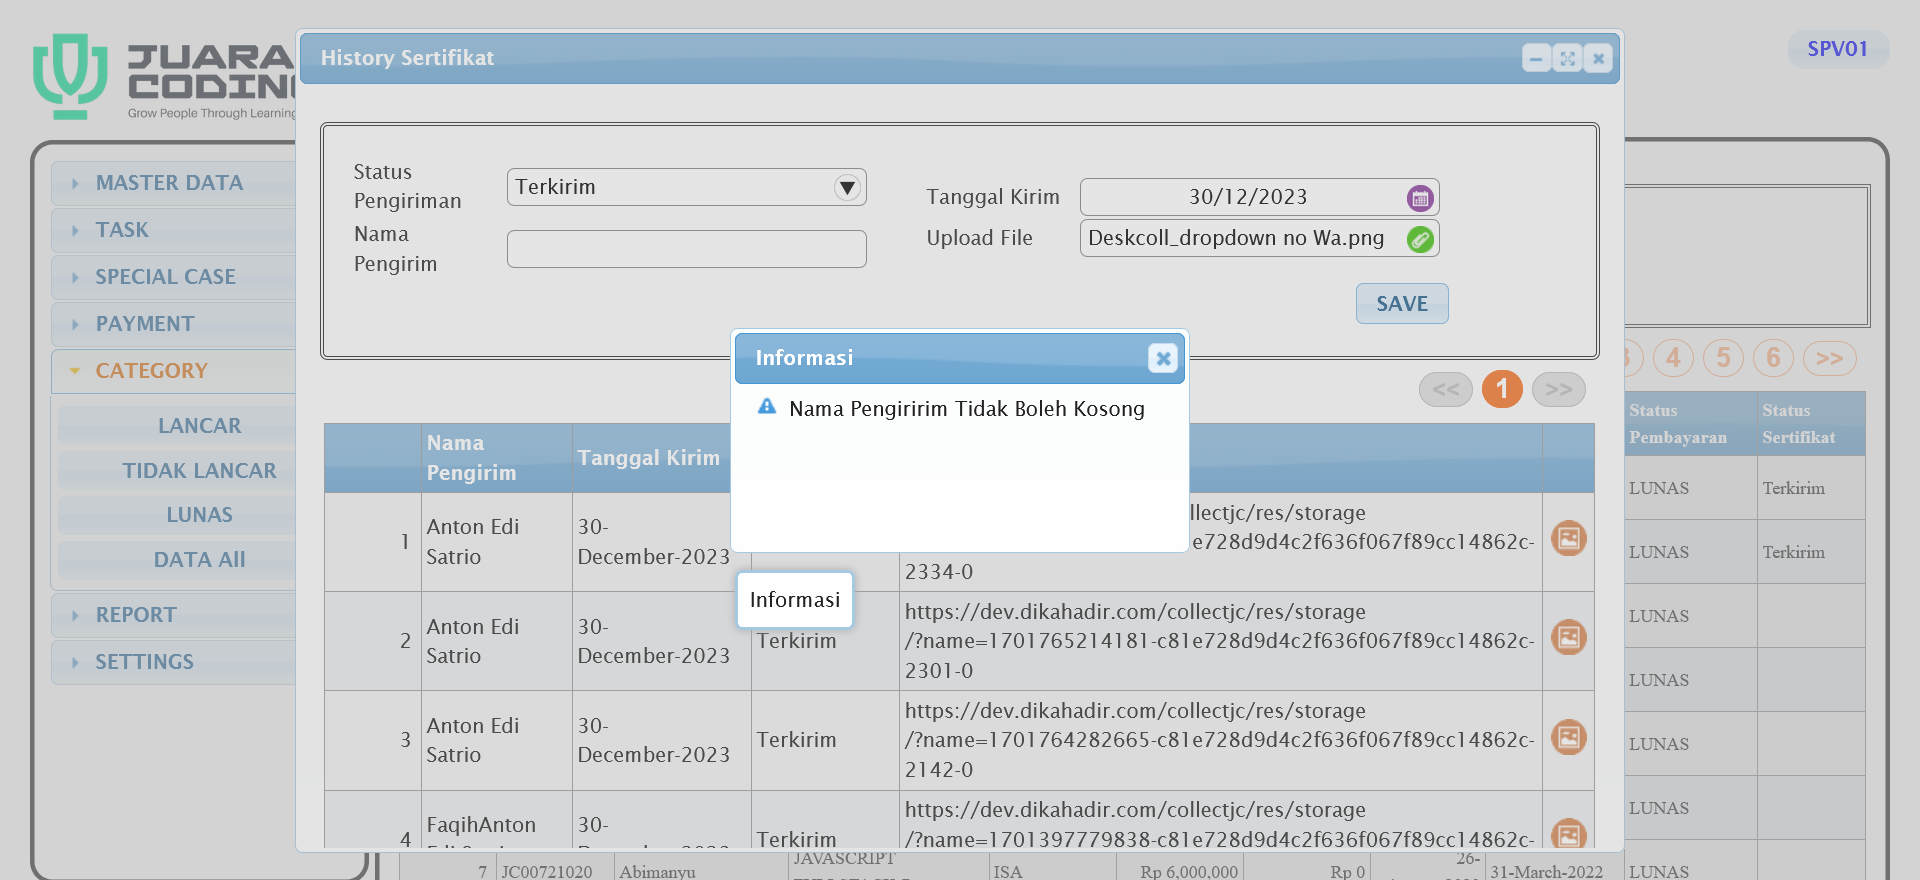 JUARA
CODIN
Grow People Through Learning
SPV01
History Sertifikat
MASTER DATA
TASK
SPECIAL CASE
PAYMENT
CATEGORY
LANCAR
TIDAK LANCAR
LUNAS
DATA All
REPORT
SETTINGS
Status
Pengiriman
Terkirim
Nama
Pengirim
Tanggal Kirim
30/12/2023
Upload File
Deskcoll_dropdown no Wa.png
SAVE
Informasi
Nama Pengiririm Tidak Boleh Kosong
<< 1 >>
3 4 5 6 >>
Nama
Pengirim
Tanggal Kirim
1
Anton Edi
Satrio
30-
December-2023
llectjc/res/storage
e728d9d4c2f636f067f89cc14862c-
2334-0
Informasi
2
Anton Edi
Satrio
30-
December-2023
Terkirim
https://dev.dikahadir.com/collectjc/res/storage
/?name=1701765214181-c81e728d9d4c2f636f067f89cc14862c-
2301-0
3
Anton Edi
Satrio
30-
December-2023
Terkirim
https://dev.dikahadir.com/collectjc/res/storage
/?name=1701764282665-c81e728d9d4c2f636f067f89cc14862c-
2142-0
4
FaqihAnton
30-
Terkirim
https://dev.dikahadir.com/collectjc/res/storage
/?name=1701397779838-c81e728d9d4c2f636f067f89cc14862c-
Status
Pembayaran
Status
Sertifikat
LUNAS Terkirim
LUNAS Terkirim
LUNAS
LUNAS
LUNAS
LUNAS
7 JC00721020 Abimanyu JAVASCRIPT ISA Rp 6,000,000 Rp 0 26- 31-March-2022 LUNAS